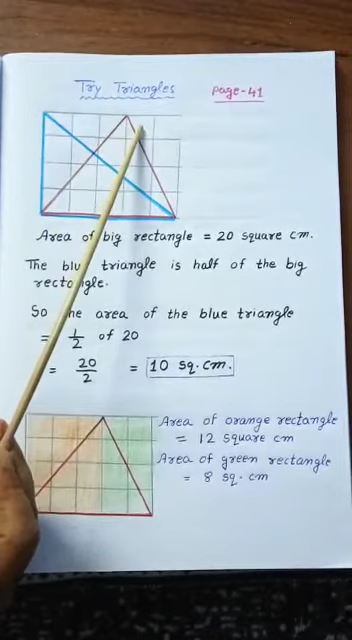 Try Triangles
Page-41
Area of big rectangle = 20 square cm.
The blue triangle is half of the big
rectangle.
So the area of the blue triangle
= 1/2 of 20
= 20/2 = 10 sq.cm.
Area of orange rectangle
= 12 square cm
Area of green rectangle
= 8 sq.cm